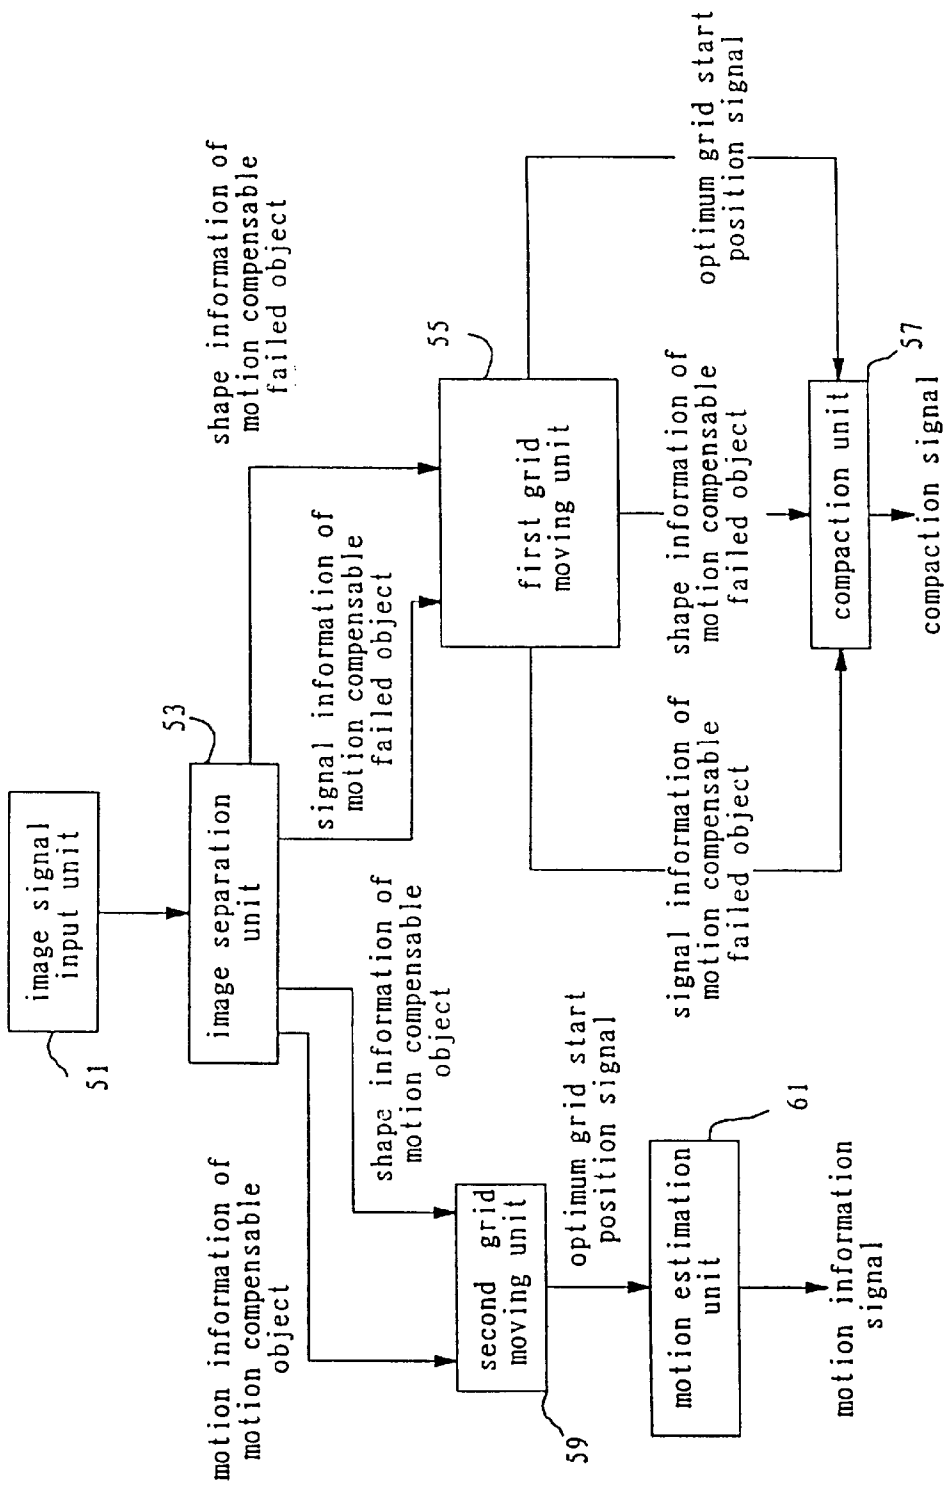 image signal
input unit
51
53
image separation
unit
motion information of
motion compensable
object
shape information of
motion compensable
object
signal information of
motion compensable
failed object
shape information of
motion compensable
failed object
second grid
moving unit
59
55
first grid
moving unit
optimum grid start
position signal
motion estimation
unit
61
signal information of
motion compensable
failed object
shape information of
motion compensable
failed object
optimum grid start
position signal
compaction unit
57
motion information
signal
compaction signal